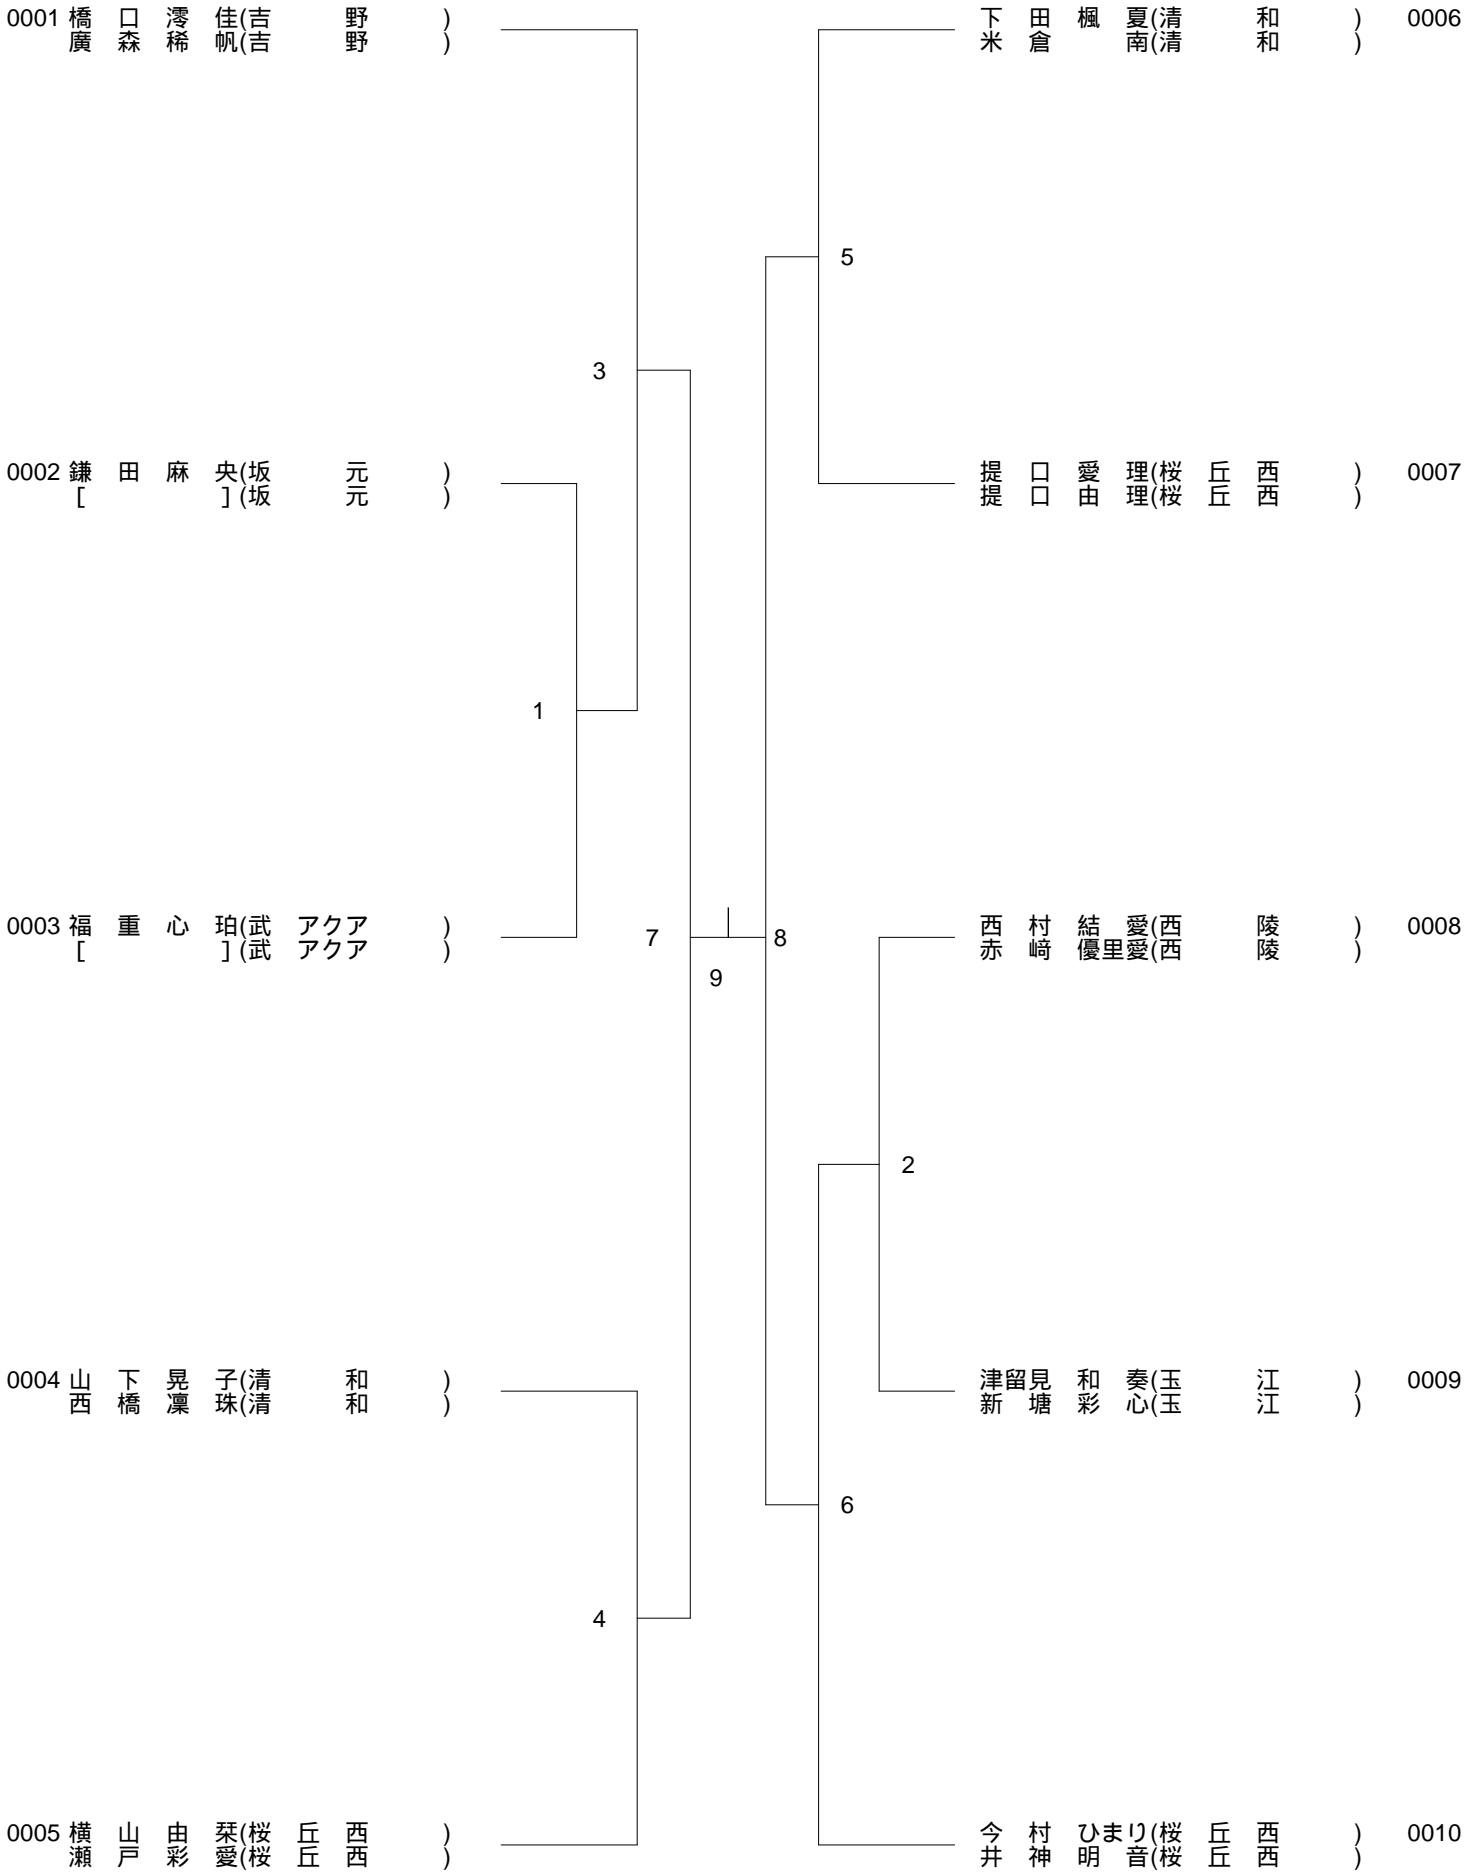 0001 橋 口 澪 佳(吉 野 )
廣 森 稀 帆(吉 野 )
下 田 楓 夏(清 和 ) 0006
米 倉 南(清 和 )
5
3
0002 鎌 田 麻 央(坂 元 )
[ ](坂 元 )
提 口 愛 理(桜 丘 西 ) 0007
提 口 由 理(桜 丘 西 )
1
0003 福 重 心 珀(武 アクア )
[ ](武 アクア )
7
8
9
西 村 結 愛(西 陵 ) 0008
赤 﨑 優里愛(西 陵 )
2
0004 山 下 晃 子(清 和 )
西 橋 凜 珠(清 和 )
津留見 和 奏(玉 江 ) 0009
新 塘 彩 心(玉 江 )
6
4
0005 横 山 由 栞(桜 丘 西 )
瀬 戸 彩 愛(桜 丘 西 )
今 村 ひまり(桜 丘 西 ) 0010
井 神 明 音(桜 丘 西 )